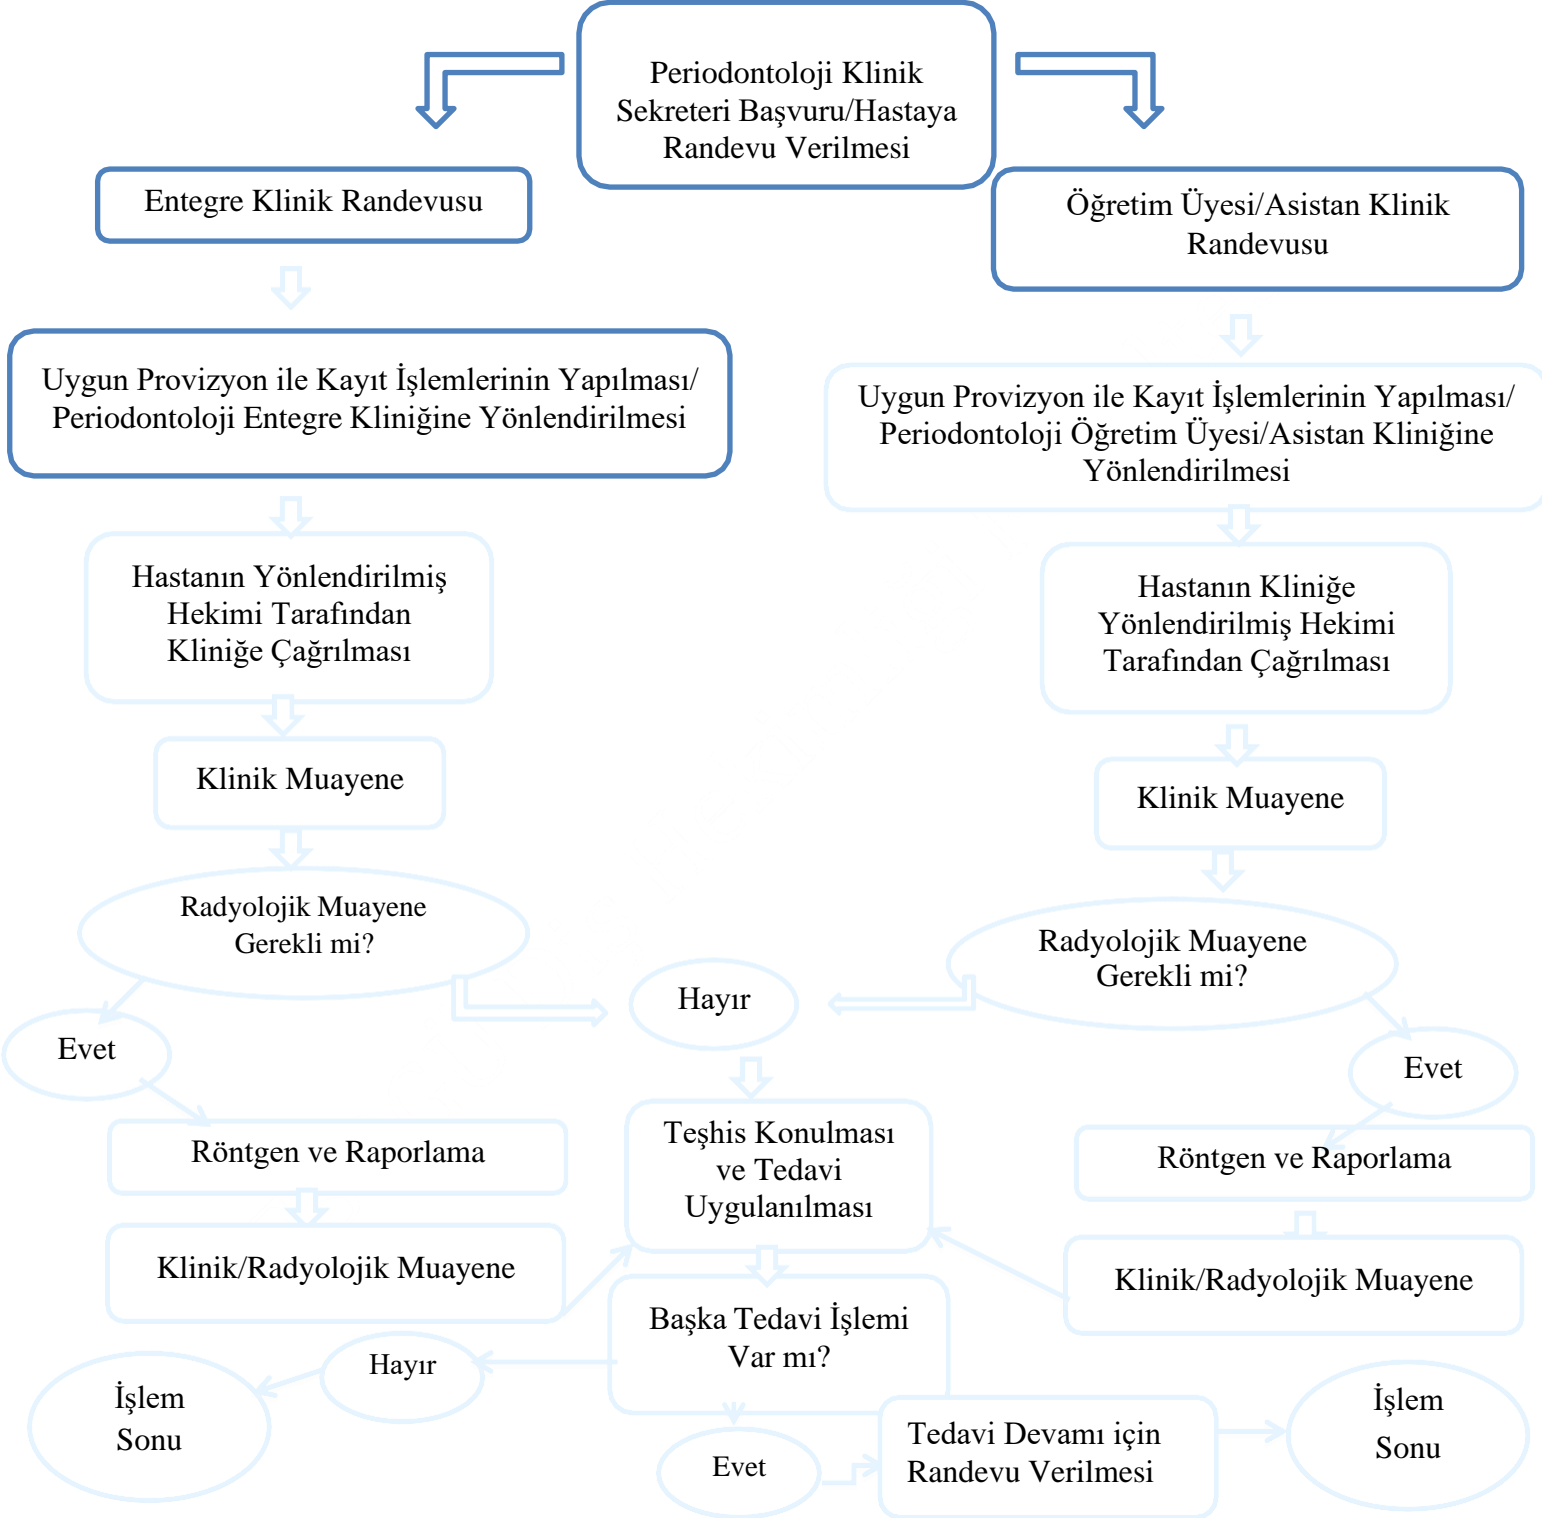 Periodontoloji Klinik
Sekreteri Başvuru/Hastaya
Randevu Verilmesi
Entegre Klinik Randevusu
Öğretim Üyesi/Asistan Klinik
Randevusu
Uygun Provizyon ile Kayıt İşlemlerinin Yapılması/
Periodontoloji Entegre Kliniğine Yönlendirilmesi
Uygun Provizyon ile Kayıt İşlemlerinin Yapılması/
Periodontoloji Öğretim Üyesi/Asistan Kliniğine
Yönlendirilmesi
Hastanın Yönlendirilmiş
Hekimi Tarafından
Kliniğe Çağrılması
Hastanın Kliniğe
Yönlendirilmiş Hekimi
Tarafından Çağrılması
Klinik Muayene
Klinik Muayene
Radyolojik Muayene
Gerekli mi?
Radyolojik Muayene
Gerekli mi?
Hayır
Evet
Evet
Röntgen ve Raporlama
Teşhis Konulması
ve Tedavi
Uygulanılması
Röntgen ve Raporlama
Klinik/Radyolojik Muayene
Klinik/Radyolojik Muayene
Başka Tedavi İşlemi
Var mı?
Hayır
İşlem
Sonu
Evet
Tedavi Devamı için
Randevu Verilmesi
İşlem
Sonu